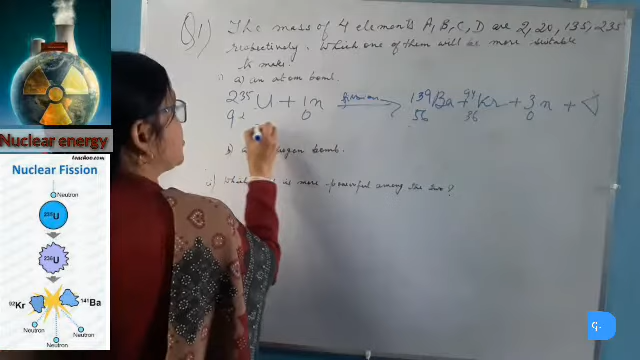 Nuclear energy
teachoo.com
Nuclear Fission
Neutron
235U
236U
92Kr
141Ba
Neutron
Neutron
Neutron
Q1) The mass of 4 elements A, B, C, D are 2, 20, 135, 235
respectively. Which one of them will be more suitable
to make.
i) a) an atom bomb.
235 92 U + 1 0 n fission → 139 56 Ba + 94 36 Kr + 3 0 n +
bomb.
ii) Which is more powerful among the two?
G.